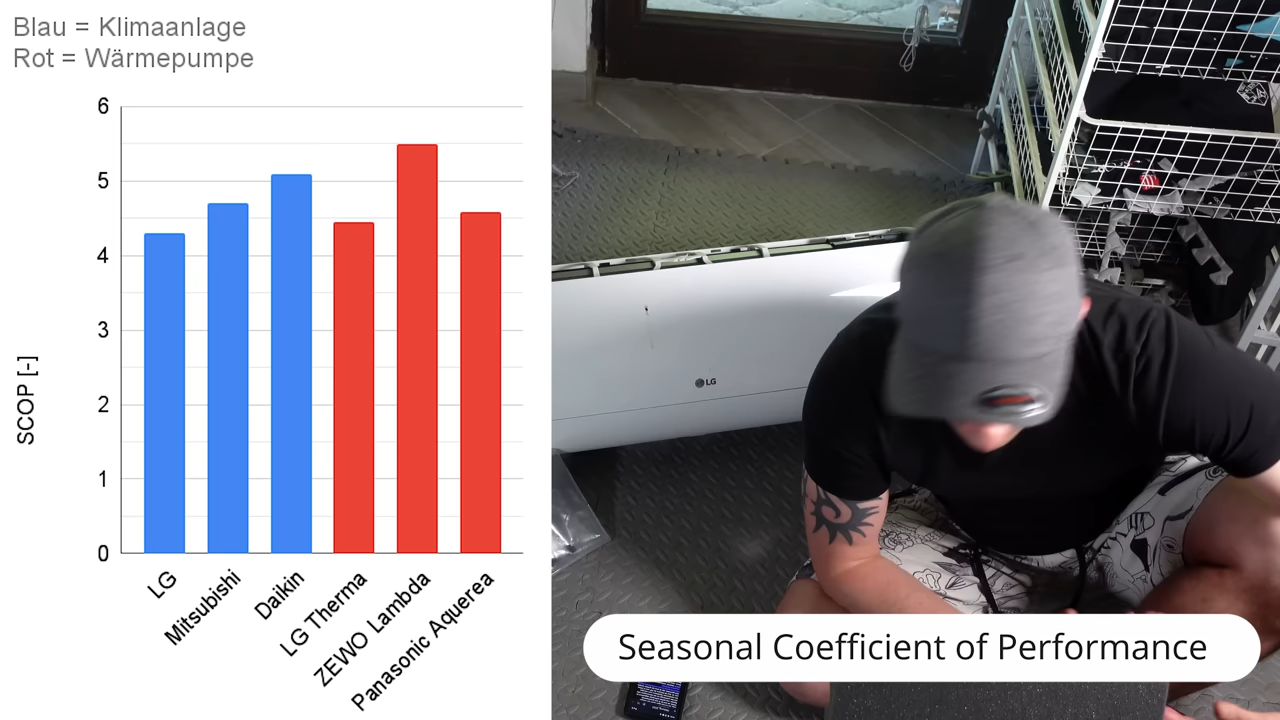 Blau = Klimaanlage
Rot = Wärmepumpe
6
5
4
3
2
1
0
SCOP [-]
LG
Mitsubishi
Daikin
LG Therma
ZEWO Lambda
Panasonic Aquerea
LG
Seasonal Coefficient of Performance